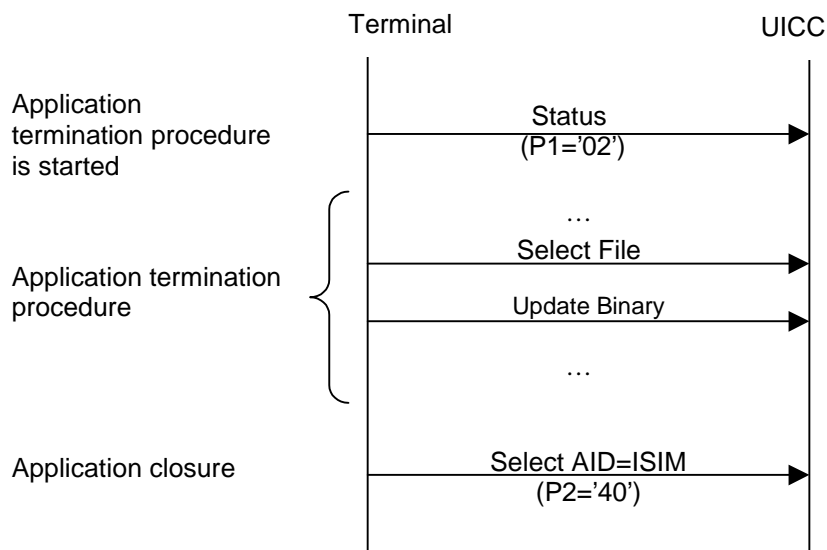 Terminal
UICC
Application
termination procedure
is started
Status
(P1='02')
…
Select File
Application termination
procedure
Update Binary
…
Application closure
Select AID=ISIM
(P2='40')